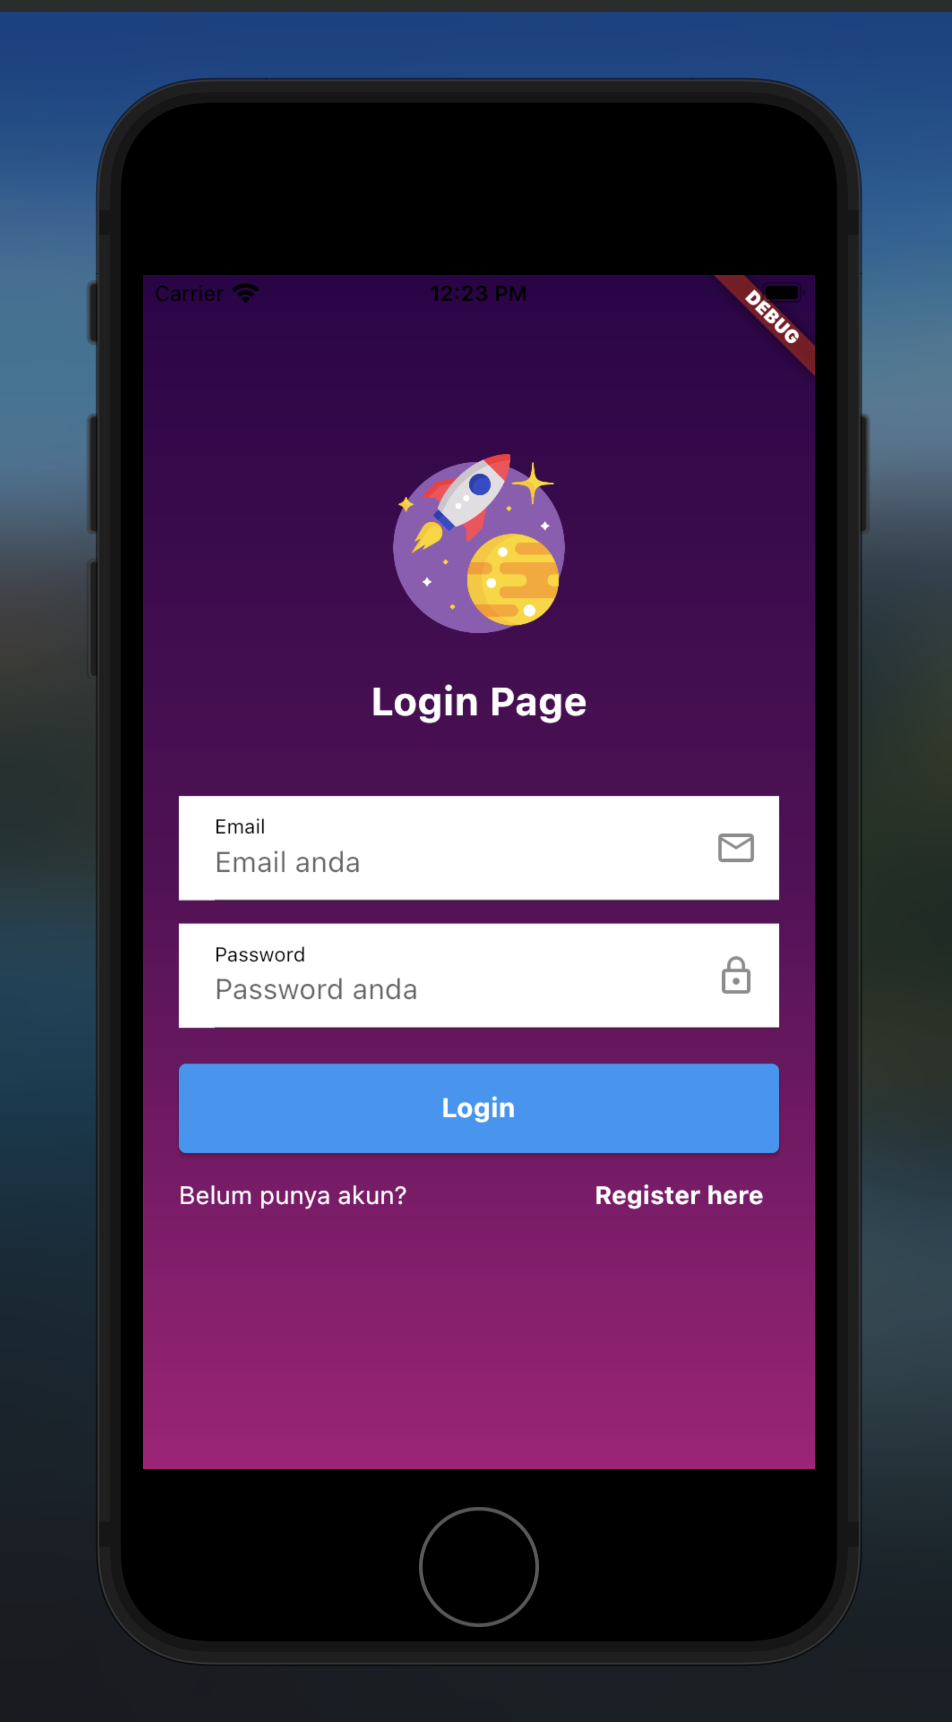 Carrier
12:23 PM
DEBUG
Login Page
Email
Email anda
Password
Password anda
Login
Belum punya akun?
Register here